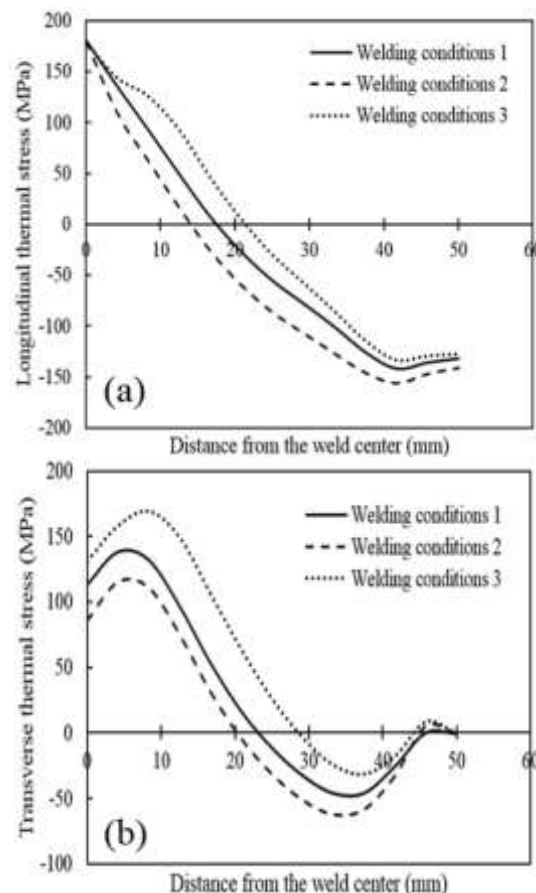 200
150
100
50
0
-50
-100
-150
-200
0 10 20 30 40 50
Longitudinal thermal stress (MPa)
Welding conditions 1
Welding conditions 2
Welding conditions 3
(a)
Distance from the weld center (mm)
200
150
100
50
0
-50
-100
0 10 20 30 40 50 60
Transverse thermal stress (MPa)
Welding conditions 1
Welding conditions 2
Welding conditions 3
(b)
Distance from the weld center (mm)